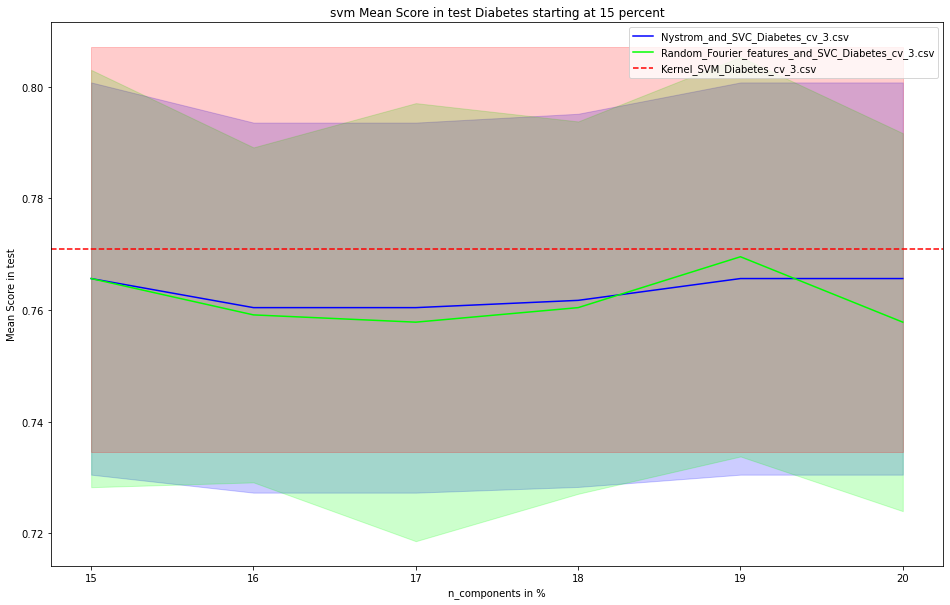 svm Mean Score in test Diabetes starting at 15 percent
Nystrom_and_SVC_Diabetes_cv_3.csv
Random_Fourier_features_and_SVC_Diabetes_cv_3.csv
Kernel_SVM_Diabetes_cv_3.csv
0.80
0.78
0.76
0.74
0.72
Mean Score in test
15 16 17 18 19 20
n_components in %